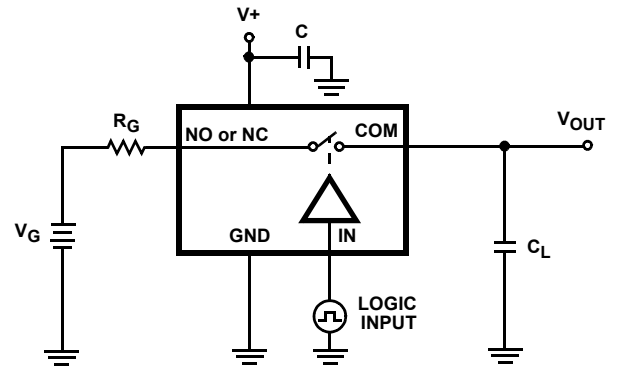 V+
C
RG
NO or NC
COM
VOUT
VG
GND
IN
CL
LOGIC
INPUT